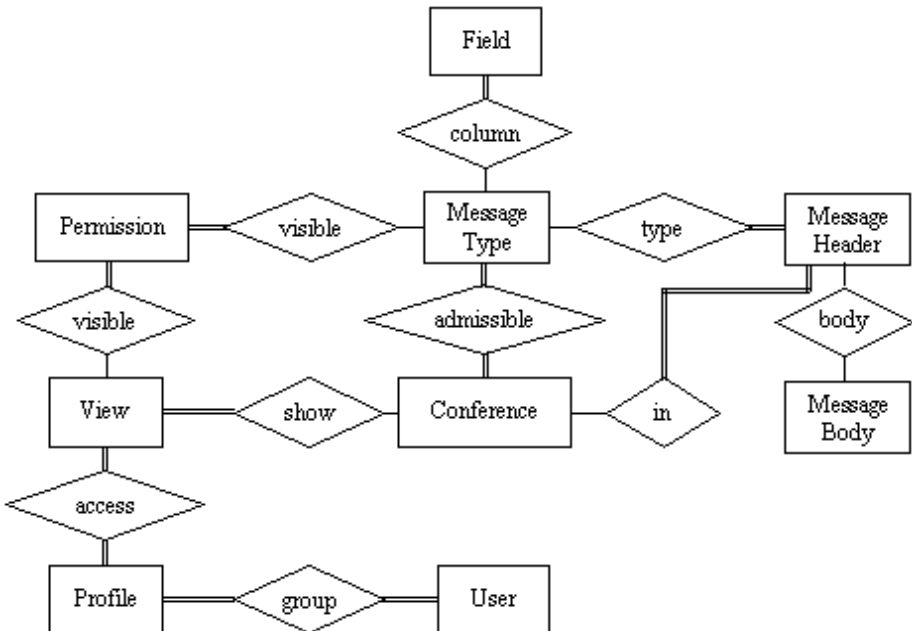 Field
column
Permission
visible
Message
Type
type
Message
Header
visible
admissible
body
View
show
Conference
in
Message
Body
access
Profile
group
User